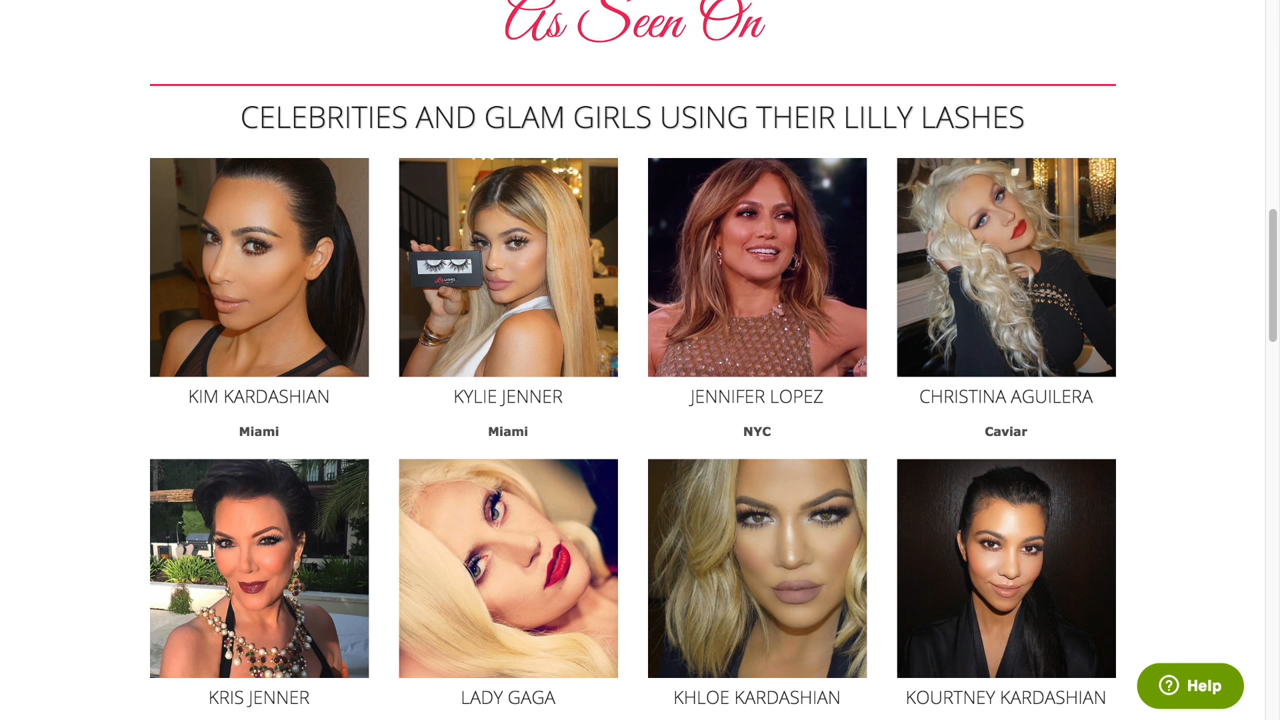 As Seen On
CELEBRITIES AND GLAM GIRLS USING THEIR LILLY LASHES
KIM KARDASHIAN
KYLIE JENNER
JENNIFER LOPEZ
CHRISTINA AGUILERA
Miami
Miami
NYC
Caviar
KRIS JENNER
LADY GAGA
KHLOE KARDASHIAN
KOURTNEY KARDASHIAN
Help